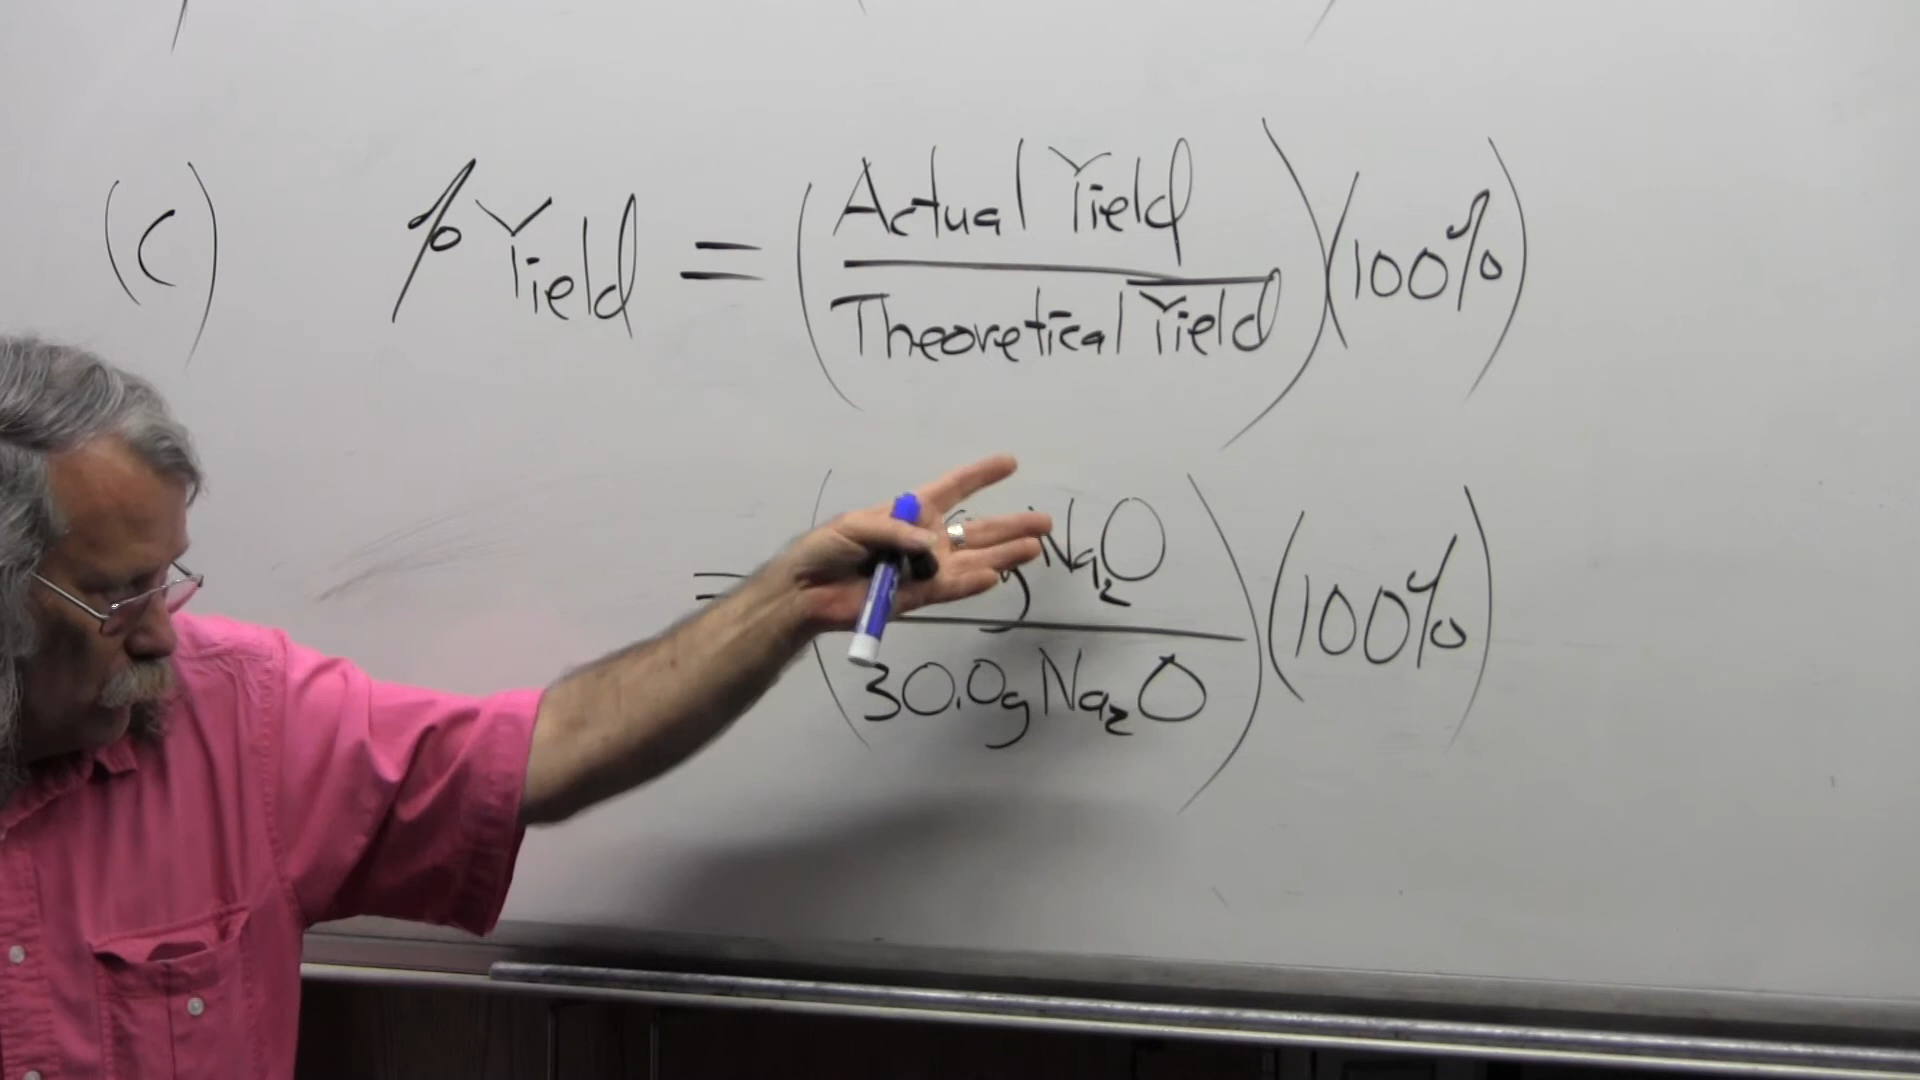 (C) % Yield = (Actual Yield / Theoretical Yield)(100%)
= (g Na₂O / 30.0g Na₂O)(100%)